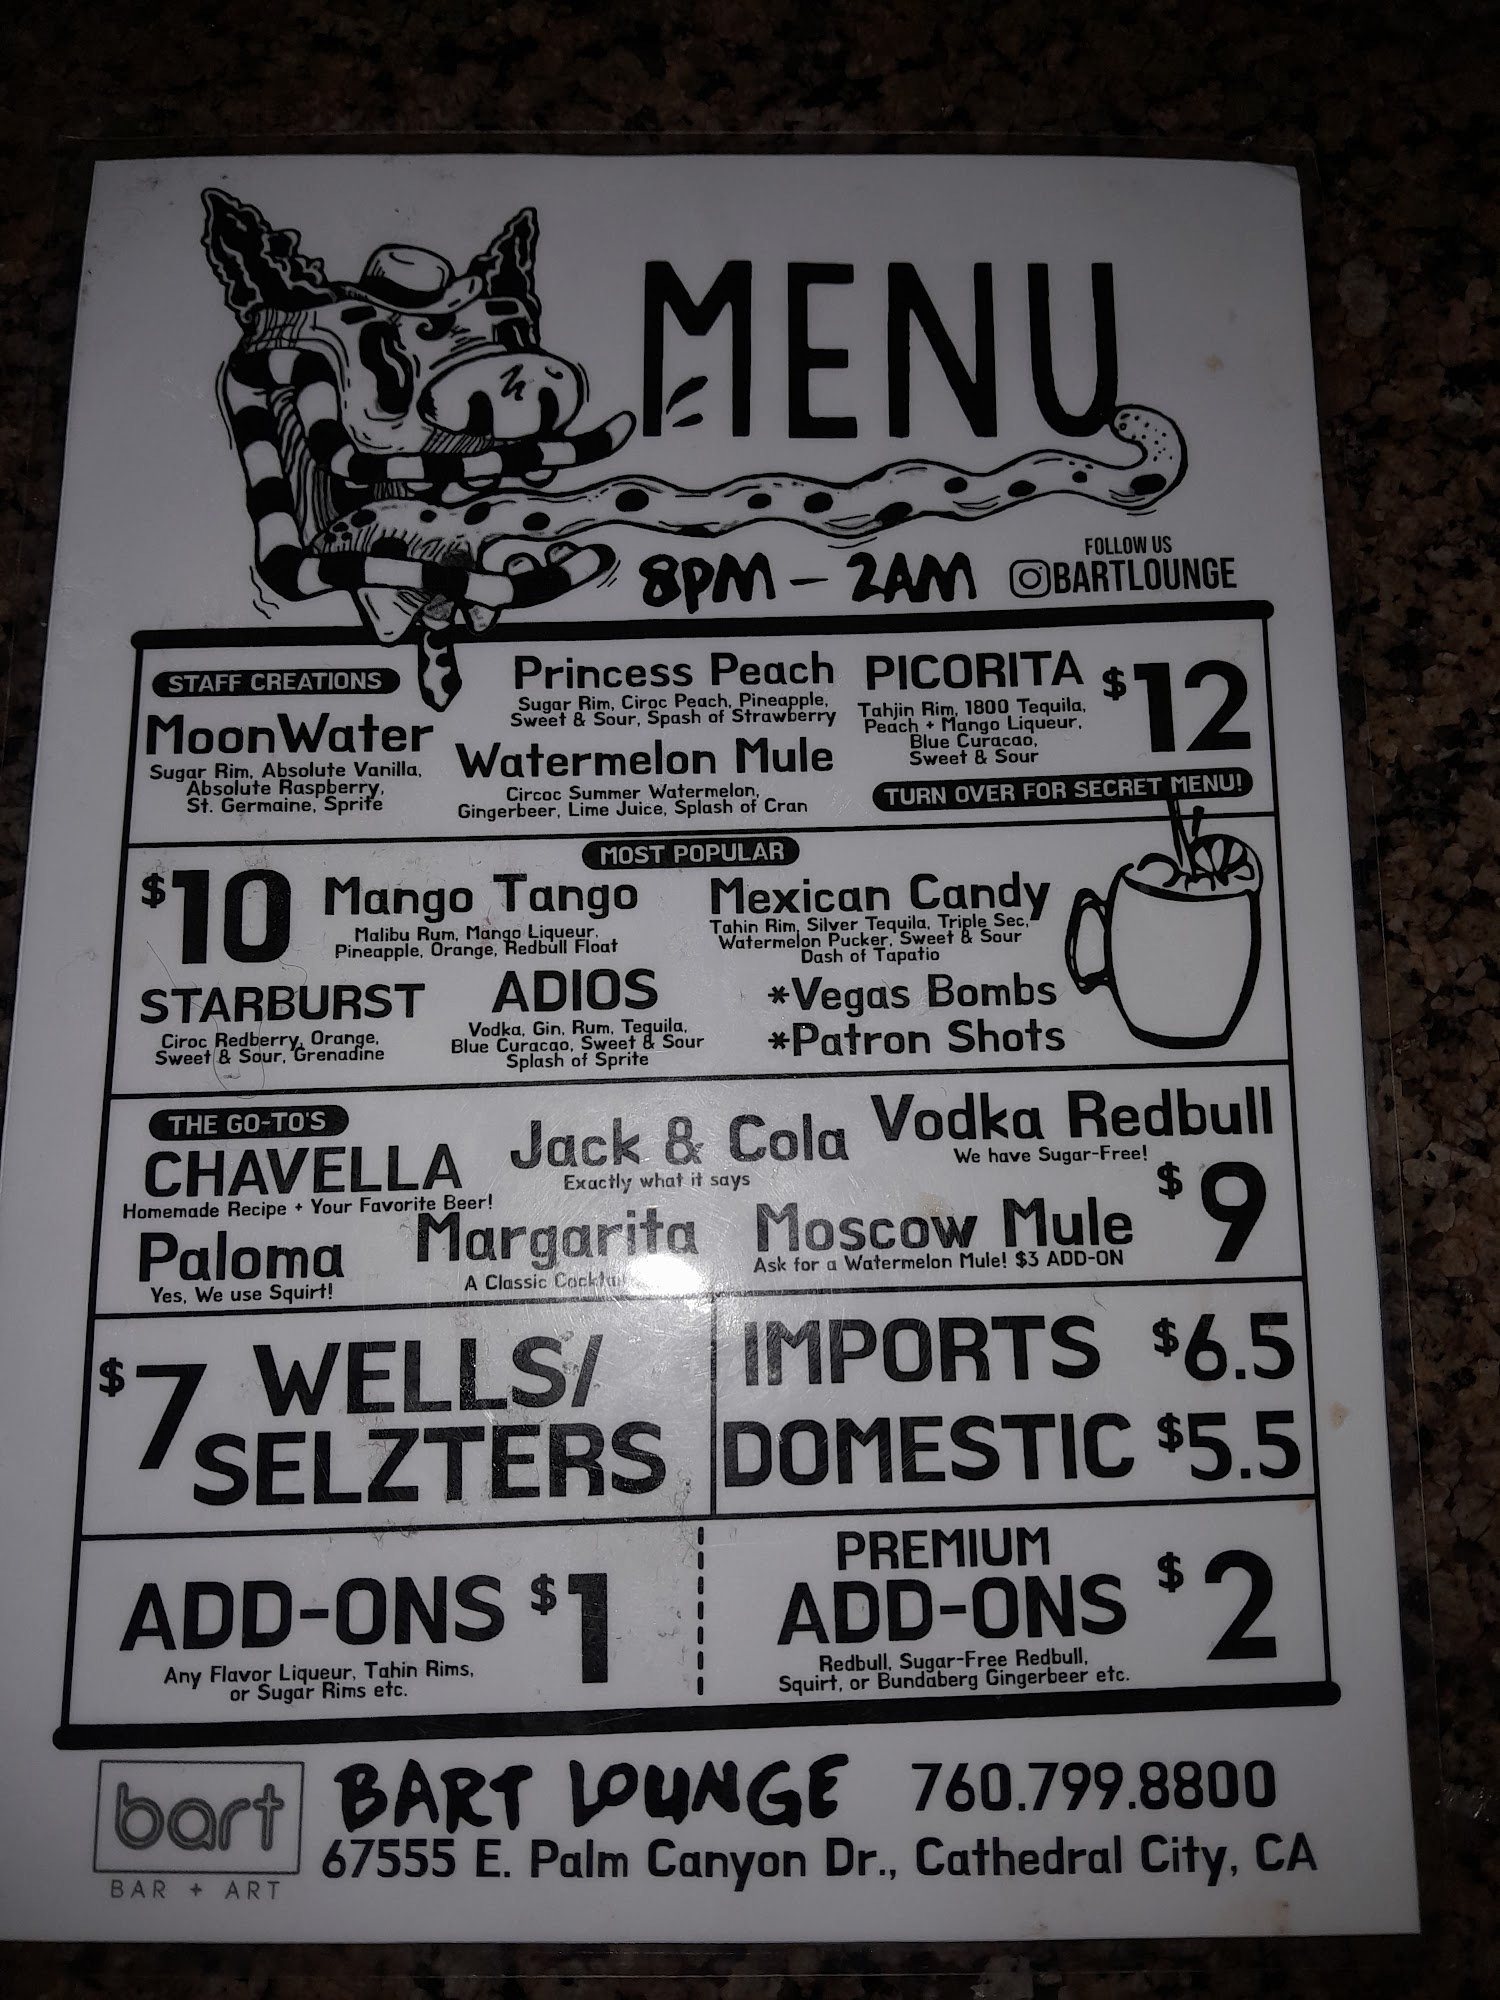 MENU
8PM - 2AM
FOLLOW US
BARTLOUNGE
STAFF CREATIONS
MoonWater
Sugar Rim, Absolute Vanilla,
Absolute Raspberry,
St. Germaine, Sprite
Princess Peach
Sugar Rim, Ciroc Peach, Pineapple,
Sweet & Sour, Spash of Strawberry
Watermelon Mule
Circoc Summer Watermelon,
Gingerbeer, Lime Juice, Splash of Cran
PICORITA
Tahjin Rim, 1800 Tequila,
Peach + Mango Liqueur,
Blue Curacao,
Sweet & Sour
$12
TURN OVER FOR SECRET MENU!
MOST POPULAR
$10
Mango Tango
Malibu Rum, Mango Liqueur,
Pineapple, Orange, Redbull Float
Mexican Candy
Tahin Rim, Silver Tequila, Triple Sec,
Watermelon Pucker, Sweet & Sour
Dash of Tapatio
STARBURST
Ciroc Redberry, Orange,
Sweet & Sour, Grenadine
ADIOS
Vodka, Gin, Rum, Tequila,
Blue Curacao, Sweet & Sour
Splash of Sprite
*Vegas Bombs
*Patron Shots
THE GO-TO'S
CHAVELLA
Homemade Recipe + Your Favorite Beer!
Jack & Cola
Exactly what it says
Vodka Redbull
We have Sugar-Free!
$9
Paloma
Yes, We use Squirt!
Margarita
A Classic Cocktail
Moscow Mule
Ask for a Watermelon Mule! $3 ADD-ON
$7 WELLS/
SELZTERS
IMPORTS $6.5
DOMESTIC $5.5
ADD-ONS $1
Any Flavor Liqueur, Tahin Rims,
or Sugar Rims etc.
PREMIUM
ADD-ONS $2
Redbull, Sugar-Free Redbull,
Squirt, or Bundaberg Gingerbeer etc.
bart
BAR + ART
BART LOUNGE 760.799.8800
67555 E. Palm Canyon Dr., Cathedral City, CA